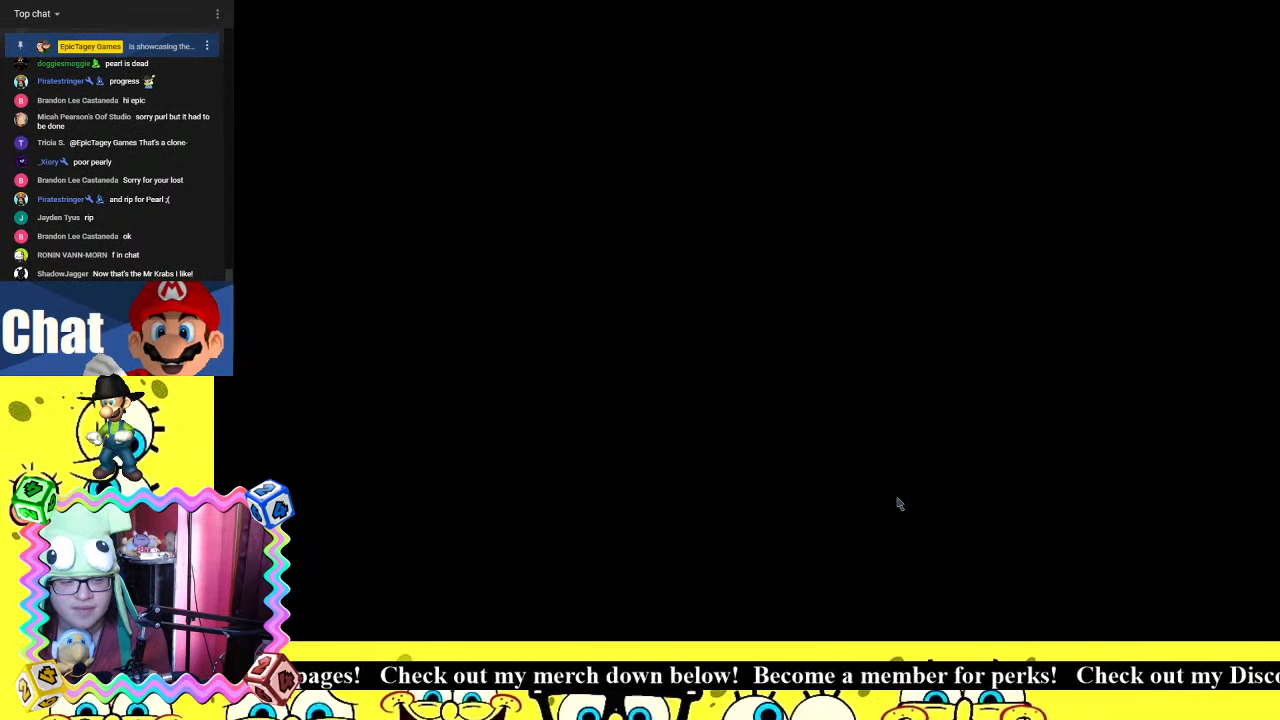 Top chat
EpicTagey Games is showcasing the...
doggiesmoggie pearl is dead
Piratestringer progress
Brandon Lee Castaneda hi epic
Micah Pearson's Oof Studio sorry purl but it had to
be done
Tricia S. @EpicTagey Games That's a clone-
_Xiory poor pearly
Brandon Lee Castaneda Sorry for your lost
Piratestringer and rip for Pearl ;(
Jayden Tyus rip
Brandon Lee Castaneda ok
RONIN VANN-MORN f in chat
ShadowJagger Now that's the Mr Krabs I like!
Chat
pages! Check out my merch down below! Become a member for perks! Check out my Disco